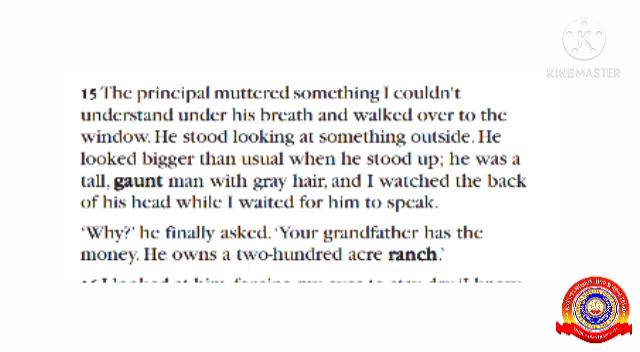 KINEMASTER
15 The principal muttered something I couldn't
understand under his breath and walked over to the
window. He stood looking at something outside. He
looked bigger than usual when he stood up; he was a
tall, gaunt man with gray hair, and I watched the back
of his head while I waited for him to speak.
'Why?' he finally asked. 'Your grandfather has the
money. He owns a two-hundred acre ranch.'